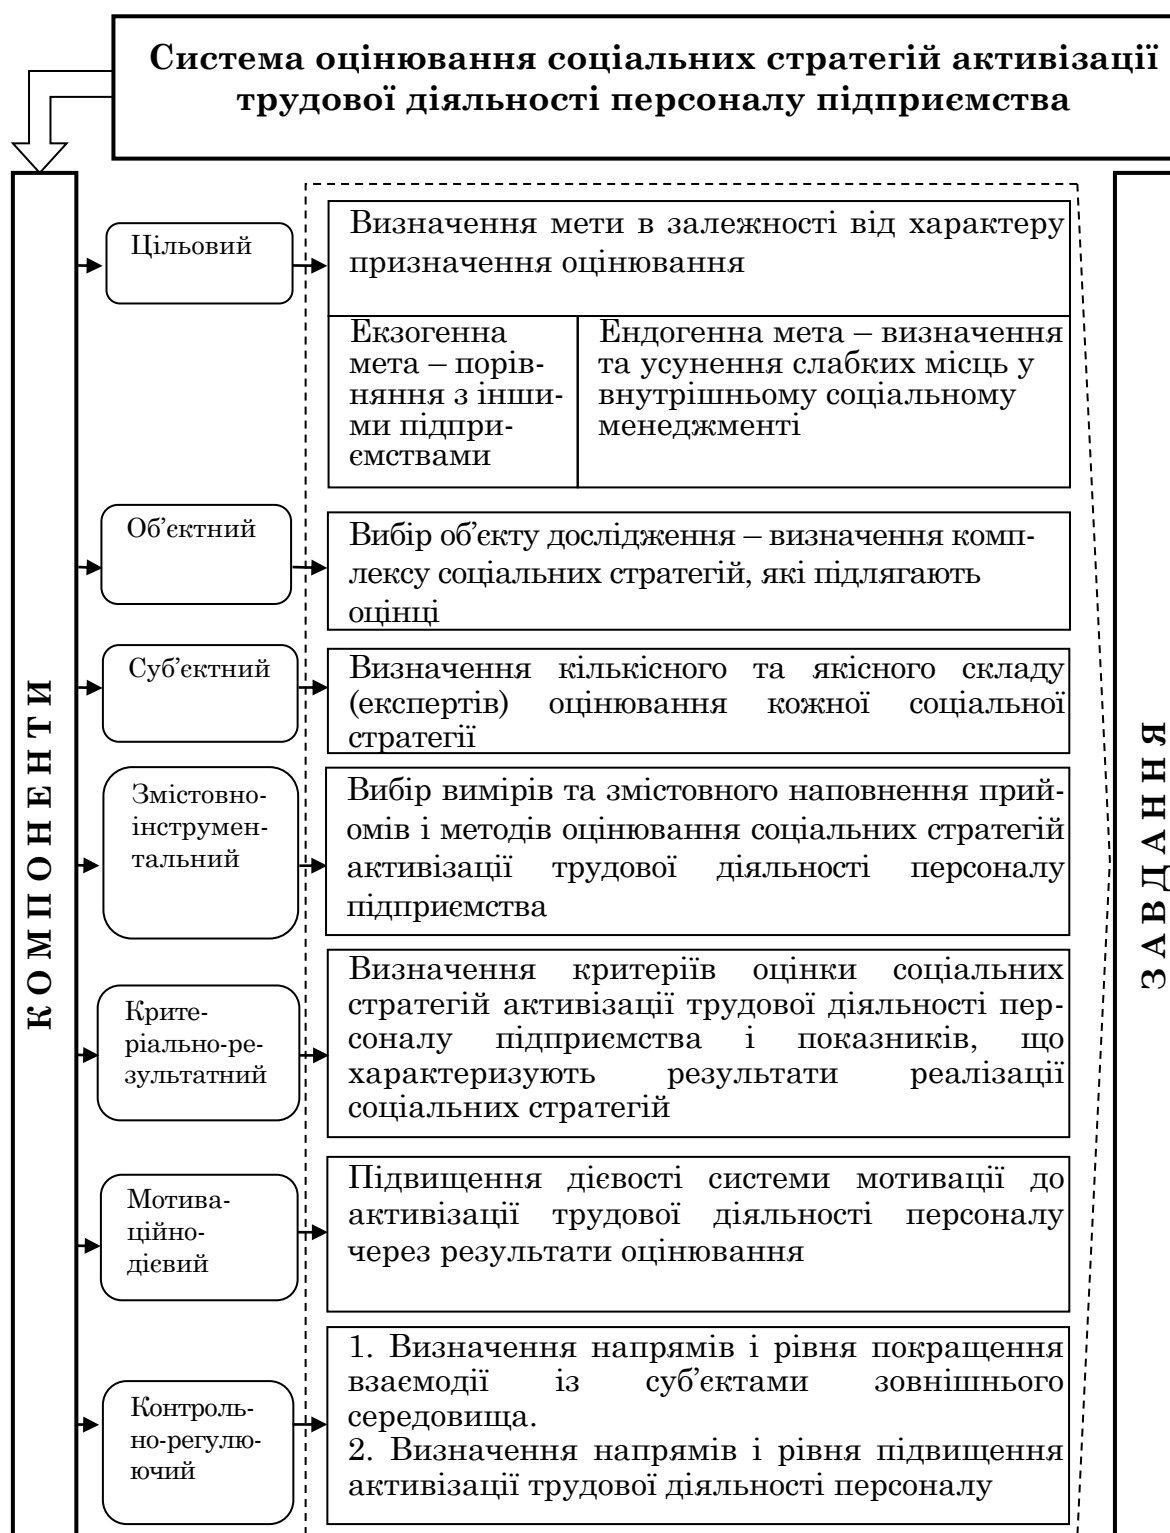 Система оцінювання соціальних стратегій активізації
трудової діяльності персоналу підприємства
КОМПОНЕНТИ
Цільовий
Визначення мети в залежності від характеру
призначення оцінювання
Екзогенна
мета – порів-
няння з інши-
ми підпри-
ємствами
Ендогенна мета – визначення
та усунення слабких місць у
внутрішньому соціальному
менеджменті
Об’єктний
Вибір об’єкту дослідження – визначення комп-
лексу соціальних стратегій, які підлягають
оцінці
Суб’єктний
Визначення кількісного та якісного складу
(експертів) оцінювання кожної соціальної
стратегії
Змістовно-
інструмен-
тальний
Вибір вимірів та змістовного наповнення прий-
омів і методів оцінювання соціальних стратегій
активізації трудової діяльності персоналу
підприємства
Крите-
ріально-ре-
зультатний
Визначення критеріїв оцінки соціальних
стратегій активізації трудової діяльності пер-
соналу підприємства і показників, що
характеризують результати реалізації
соціальних стратегій
Мотива-
ційно-
дієвий
Підвищення дієвості системи мотивації до
активізації трудової діяльності персоналу
через результати оцінювання
Контроль-
но-регулю-
ючий
1. Визначення напрямів і рівня покращення
взаємодії із суб’єктами зовнішнього
середовища.
2. Визначення напрямів і рівня підвищення
активізації трудової діяльності персоналу
ЗАВДАННЯ